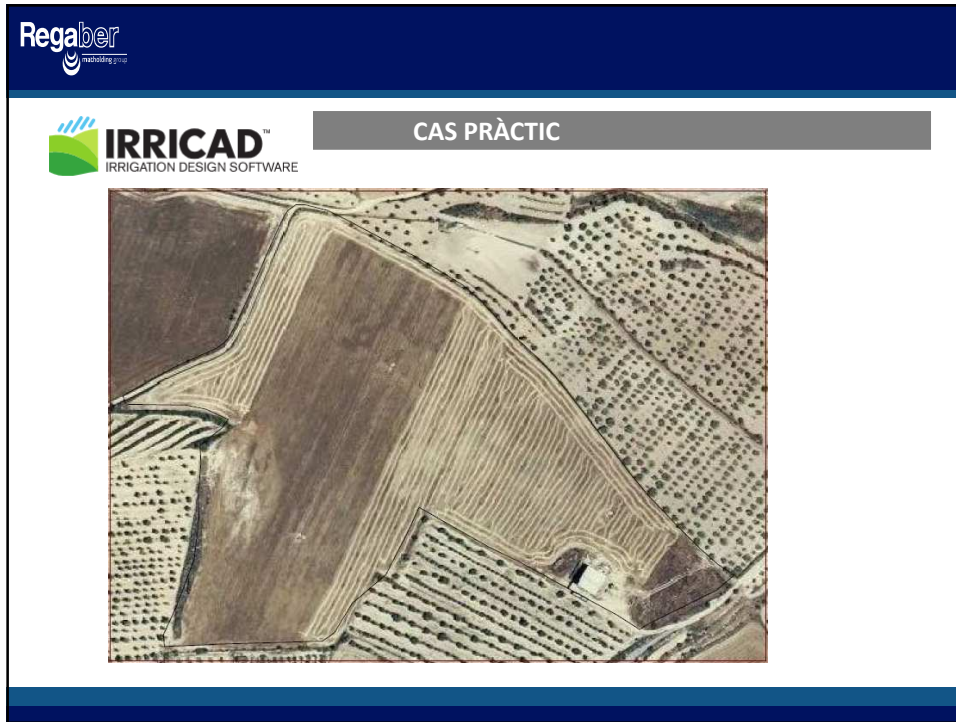 Regaber
matholding group
CAS PRÀCTIC
IRRICAD™
IRRIGATION DESIGN SOFTWARE